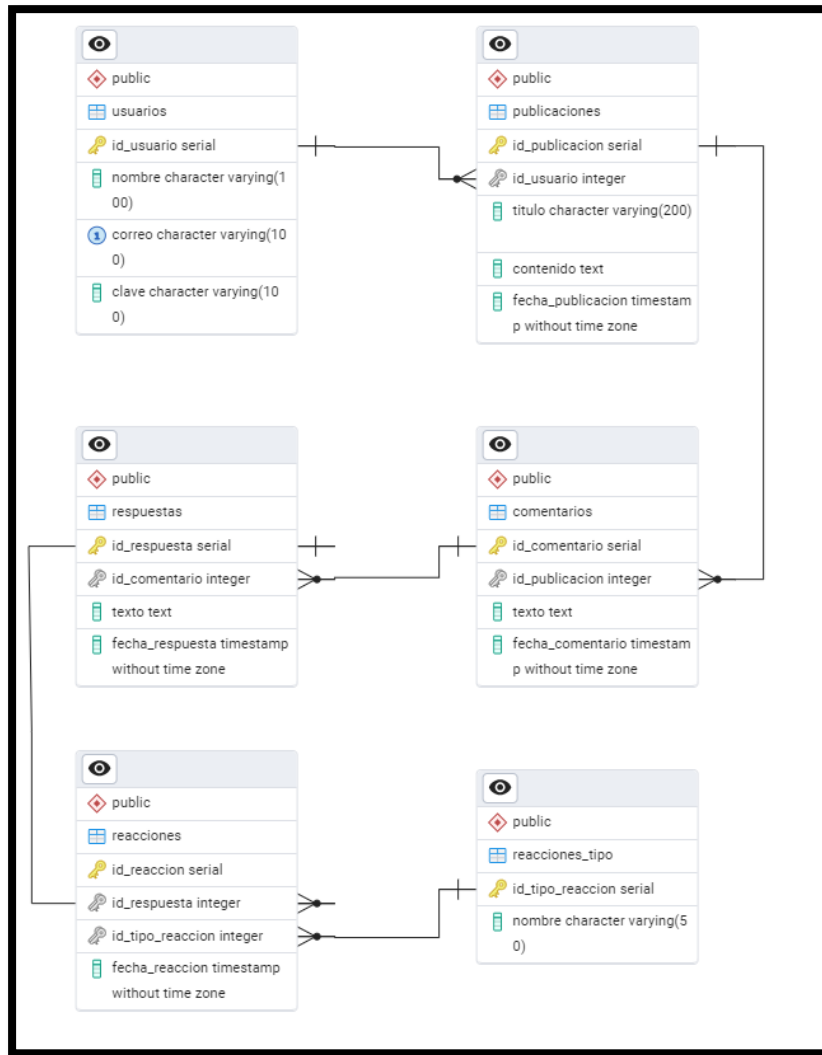 public
usuarios
id_usuario serial
nombre character varying(1
00)
1 correo character varying(10
0)
clave character varying(10
0)
public
publicaciones
id_publicacion serial
id_usuario integer
titulo character varying(200)
contenido text
fecha_publicacion timestam
p without time zone
public
respuestas
id_respuesta serial
id_comentario integer
texto text
fecha_respuesta timestamp
without time zone
public
comentarios
id_comentario serial
id_publicacion integer
texto text
fecha_comentario timestam
p without time zone
public
reacciones
id_reaccion serial
id_respuesta integer
id_tipo_reaccion integer
fecha_reaccion timestamp
without time zone
public
reacciones_tipo
id_tipo_reaccion serial
nombre character varying(5
0)